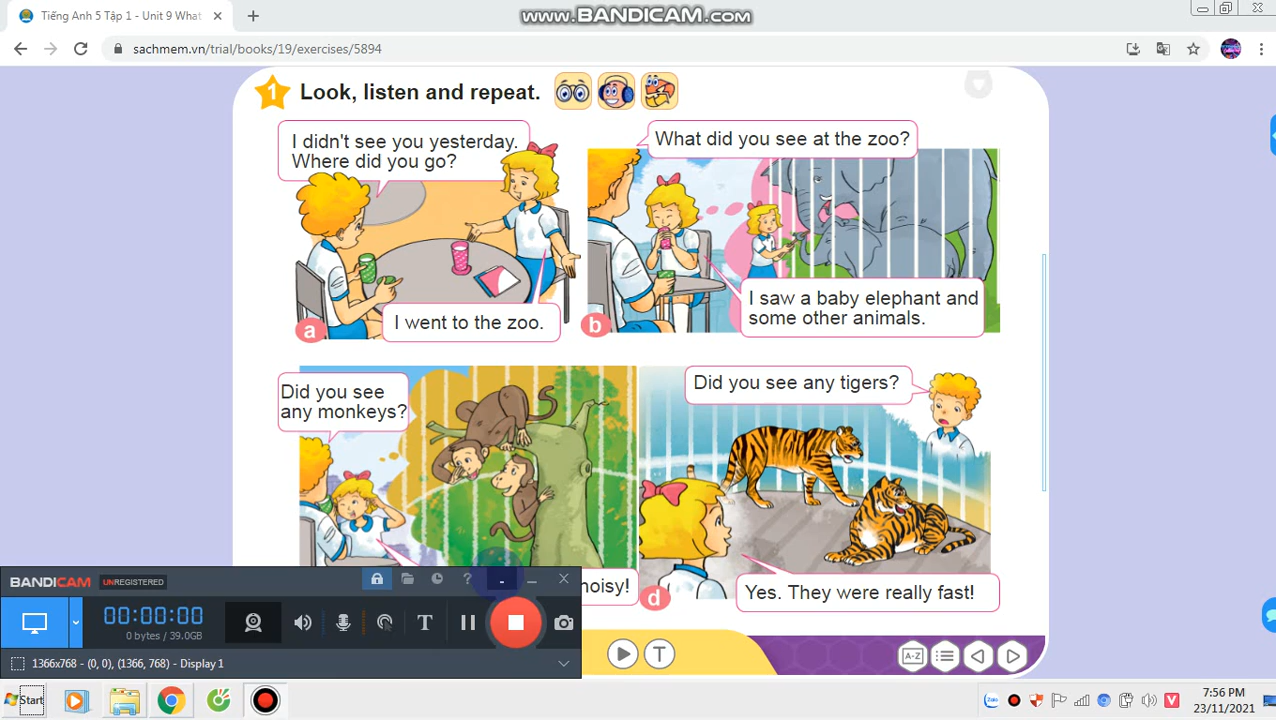 Tiếng Anh 5 Tập 1 - Unit 9 What
www.BANDICAM.com
sachmem.vn/trial/books/19/exercises/5894
1 Look, listen and repeat.
I didn't see you yesterday.
Where did you go?
I went to the zoo.
a
What did you see at the zoo?
I saw a baby elephant and
some other animals.
b
Did you see
any monkeys?
noisy!
Did you see any tigers?
Yes. They were really fast!
d
BANDICAM UNREGISTERED
00:00:00
0 bytes / 39.0GB
T
1366x768 - (0, 0), (1366, 768) - Display 1
T
A-Z
Start
Zalo
V
7:56 PM
23/11/2021